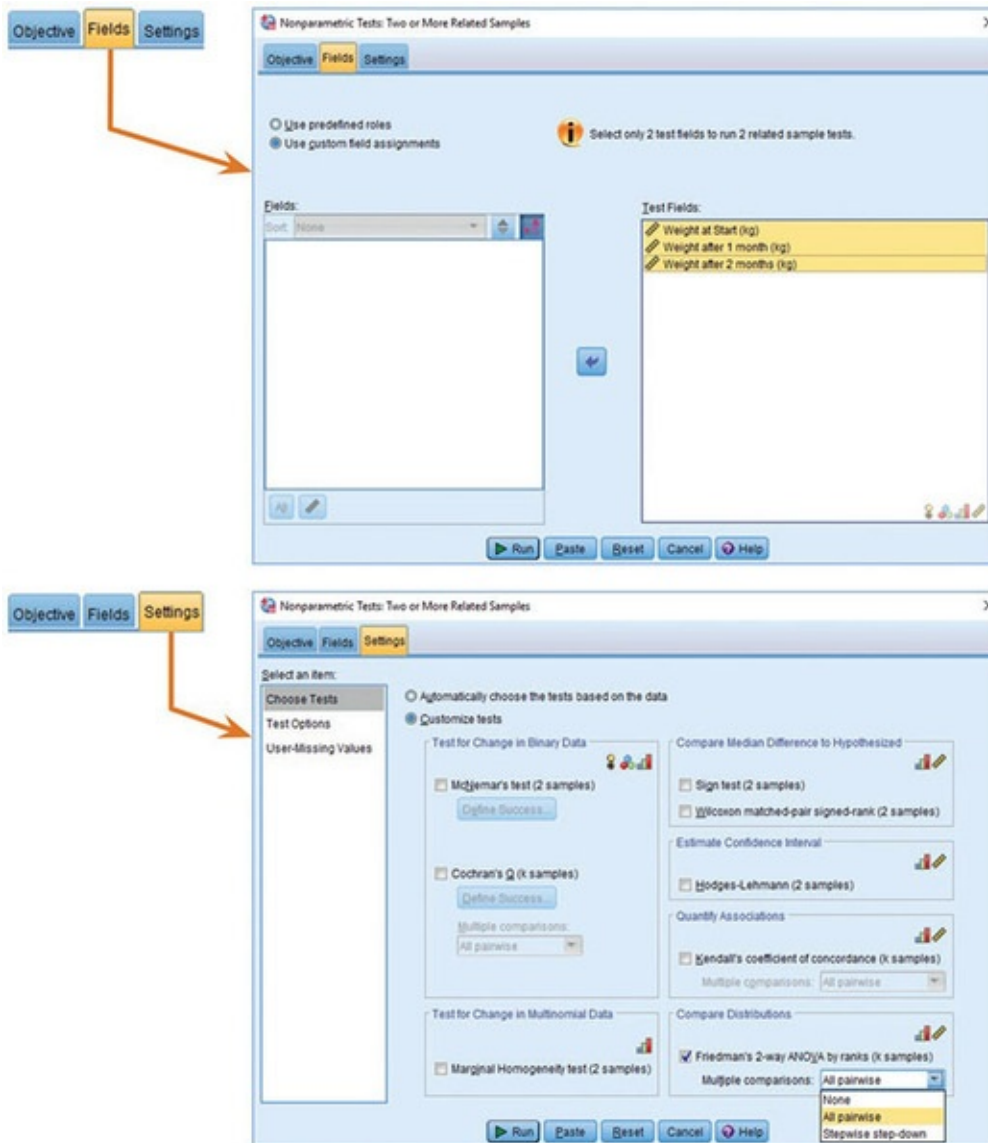 Objective Fields Settings
Nonparametric Tests: Two or More Related Samples
Objective Fields Settings
Use predefined roles
Use custom field assignments
Select only 2 test fields to run 2 related sample tests.
Fields:
Sort: None
Test Fields:
Weight at Start (kg)
Weight after 1 month (kg)
Weight after 2 months (kg)
All
Run Paste Reset Cancel Help
Objective Fields Settings
Nonparametric Tests: Two or More Related Samples
Objective Fields Settings
Select an item:
Choose Tests
Test Options
User-Missing Values
Automatically choose the tests based on the data
Customize tests
Test for Change in Binary Data
McNemar's test (2 samples)
Define Success...
Cochran's Q (k samples)
Define Success...
Multiple comparisons:
All pairwise
Test for Change in Multinomial Data
Marginal Homogeneity test (2 samples)
Compare Median Difference to Hypothesized
Sign test (2 samples)
Wilcoxon matched-pair signed-rank (2 samples)
Estimate Confidence Interval
Hodges-Lehmann (2 samples)
Quantify Associations
Kendall's coefficient of concordance (k samples)
Multiple comparisons: All pairwise
Compare Distributions
Friedman's 2-way ANOVA by ranks (k samples)
Multiple comparisons: All pairwise
None
All pairwise
Stepwise step-down
Run Paste Reset Cancel Help